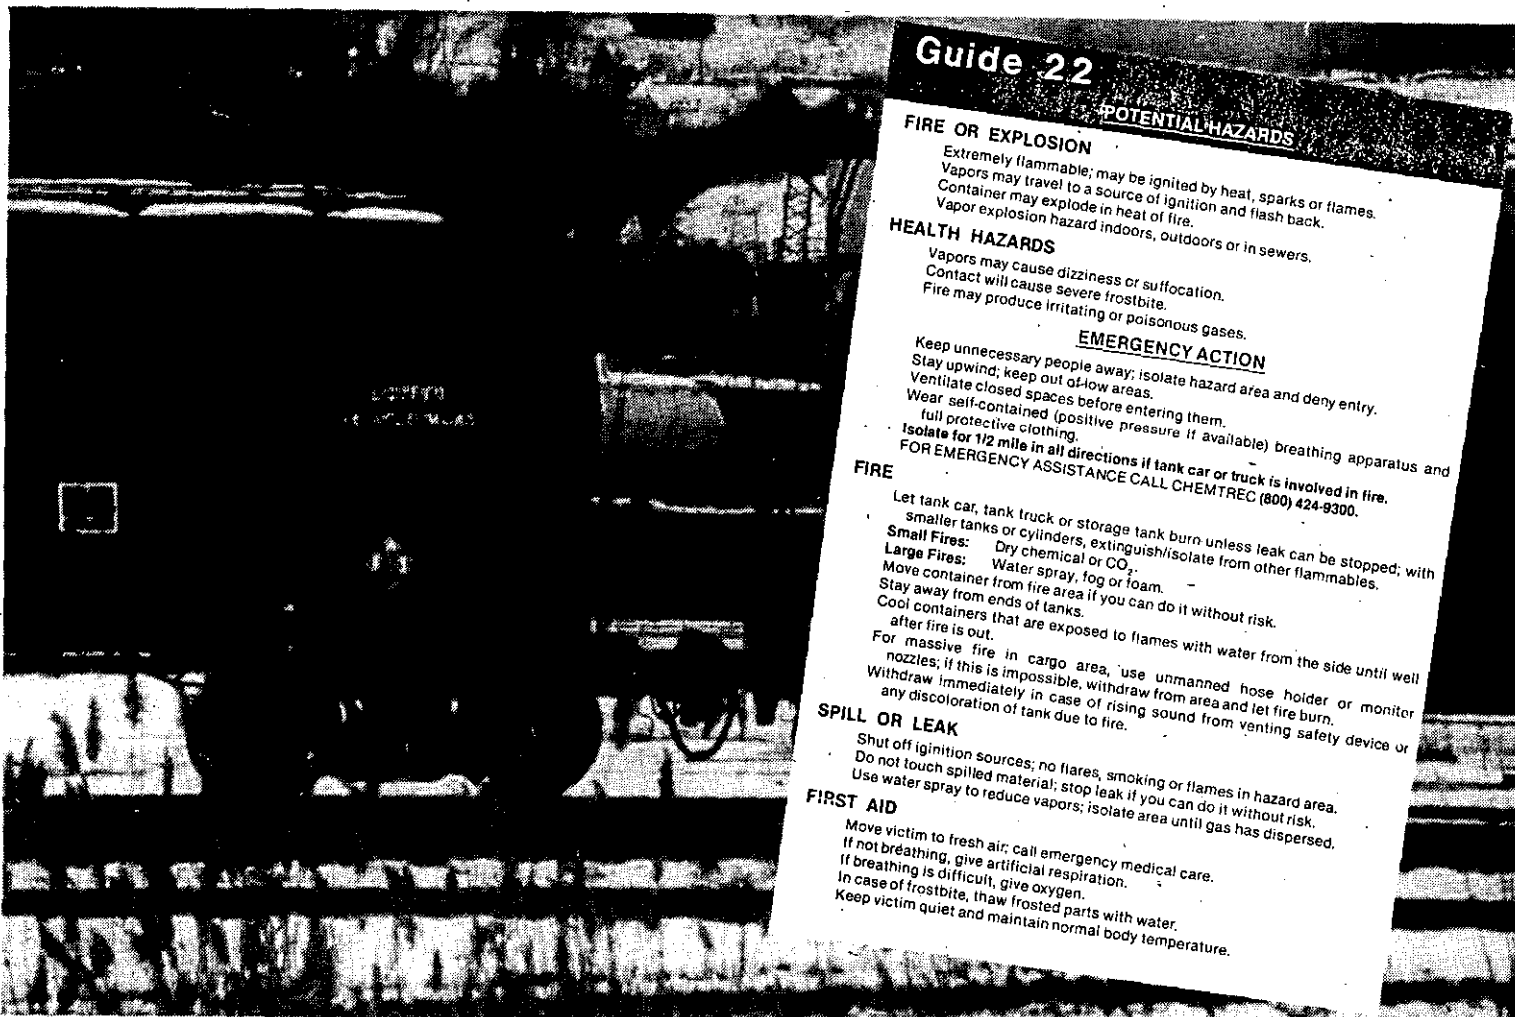 Guide 22
POTENTIAL HAZARDS
FIRE OR EXPLOSION
Extremely flammable; may be ignited by heat, sparks or flames.
Vapors may travel to a source of ignition and flash back.
Container may explode in heat of fire.
Vapor explosion hazard indoors, outdoors or in sewers.
HEALTH HAZARDS
Vapors may cause dizziness or suffocation.
Contact will cause severe frostbite.
Fire may produce irritating or poisonous gases.
EMERGENCY ACTION
Keep unnecessary people away; isolate hazard area and deny entry.
Stay upwind; keep out of low areas.
Ventilate closed spaces before entering them.
Wear self-contained (positive pressure if available) breathing apparatus and
full protective clothing.
Isolate for 1/2 mile in all directions if tank car or truck is involved in fire.
FOR EMERGENCY ASSISTANCE CALL CHEMTREC (800) 424-9300.
FIRE
Let tank car, tank truck or storage tank burn unless leak can be stopped; with
smaller tanks or cylinders, extinguish/isolate from other flammables.
Small Fires: Dry chemical or CO₂.
Large Fires: Water spray, fog or foam.
Move container from fire area if you can do it without risk.
Stay away from ends of tanks.
Cool containers that are exposed to flames with water from the side until well
after fire is out.
For massive fire in cargo area, use unmanned hose holder or monitor
nozzles; if this is impossible, withdraw from area and let fire burn.
Withdraw immediately in case of rising sound from venting safety device or
any discoloration of tank due to fire.
SPILL OR LEAK
Shut off iginition sources; no flares, smoking or flames in hazard area.
Do not touch spilled material; stop leak if you can do it without risk.
Use water spray to reduce vapors; isolate area until gas has dispersed.
FIRST AID
Move victim to fresh air; call emergency medical care.
If not breathing, give artificial respiration.
If breathing is difficult, give oxygen.
In case of frostbite, thaw frosted parts with water.
Keep victim quiet and maintain normal body temperature.